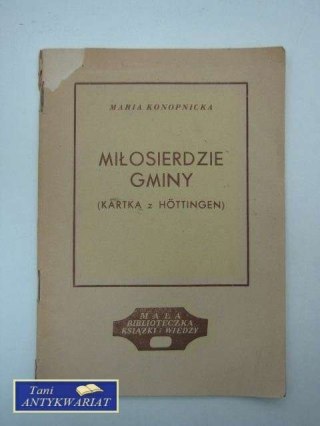 MARIA KONOPNICKA
MIŁOSIERDZIE
GMINY
(KARTKA z HÖTTINGEN)
MAŁA
BIBLIOTECZKA
KSIĄŻKI i WIEDZY
Tani
ANTYKWARIAT